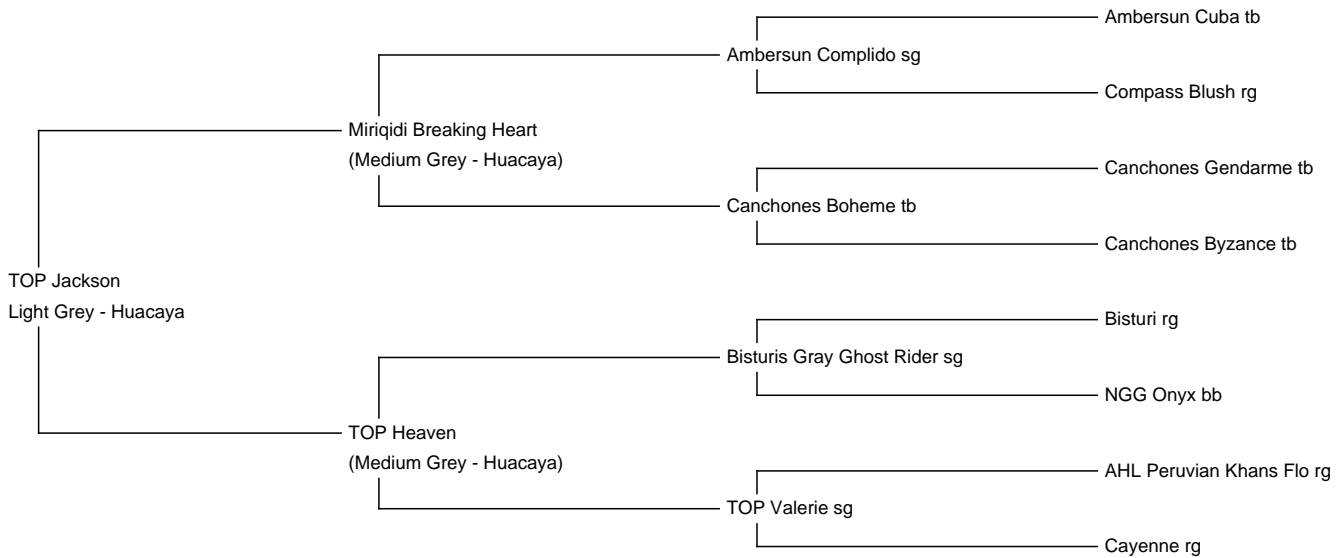 Ambersun Cuba tb
Ambersun Complido sg
Compass Blush rg
Miriqidi Breaking Heart
(Medium Grey - Huacaya)
Canchones Gendarme tb
Canchones Boheme tb
Canchones Byzance tb
TOP Jackson
Light Grey - Huacaya
Bisturi rg
Bisturis Gray Ghost Rider sg
NGG Onyx bb
TOP Heaven
(Medium Grey - Huacaya)
AHL Peruvian Khans Flo rg
TOP Valerie sg
Cayenne rg